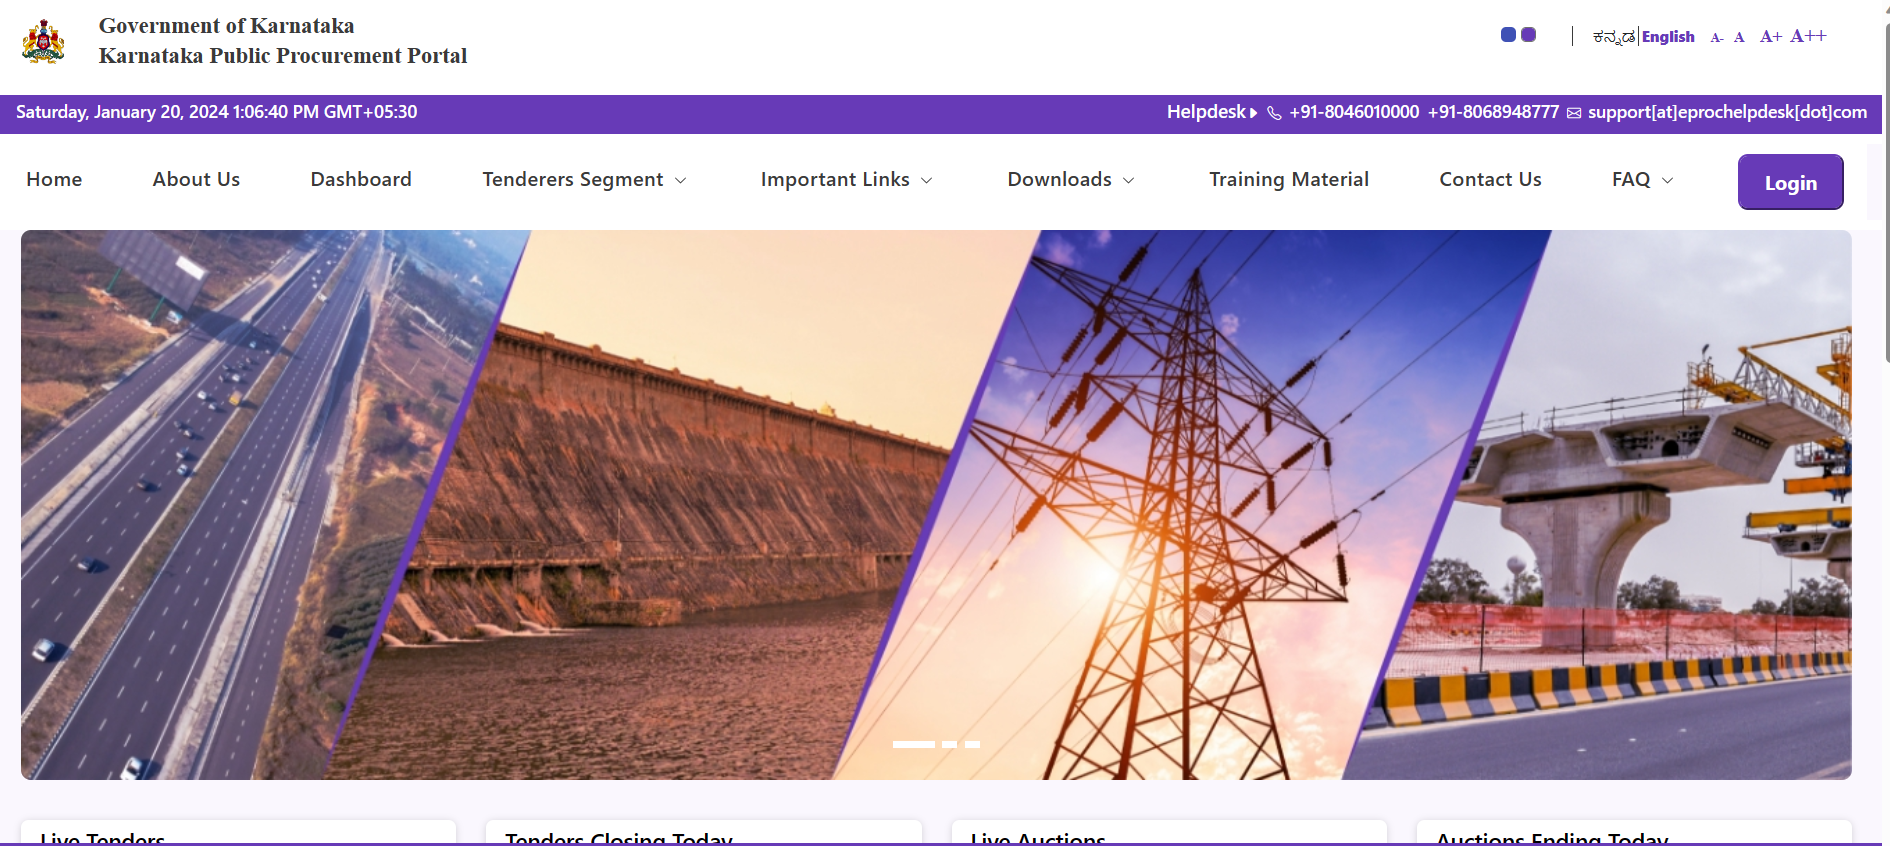 Government of Karnataka
Karnataka Public Procurement Portal
ಕನ್ನಡ|English A- A A+ A++
Saturday, January 20, 2024 1:06:40 PM GMT+05:30
Helpdesk +91-8046010000 +91-8068948777 support[at]eprochelpdesk[dot]com
Home About Us Dashboard Tenderers Segment Important Links Downloads Training Material Contact Us FAQ Login
Live Tenders Tenders Closing Today Live Auctions Auctions Ending Today